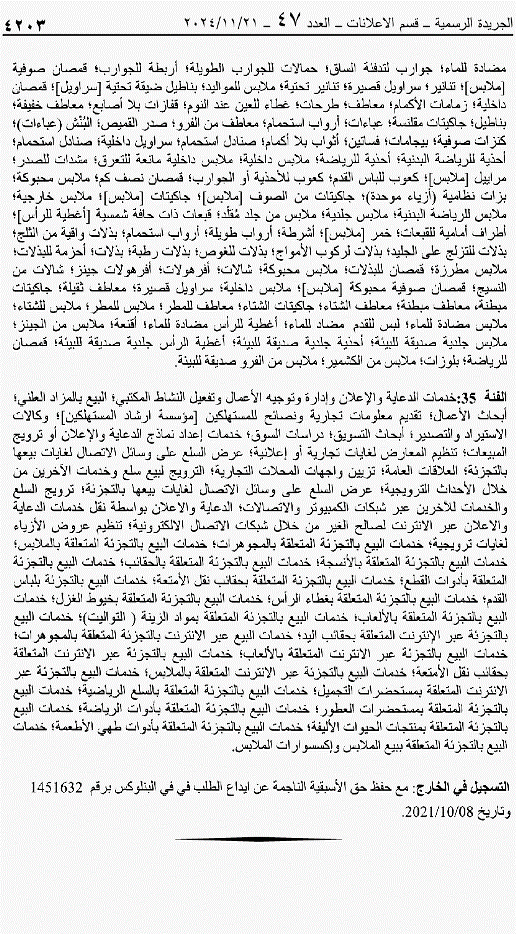 الجريدة الرسمية – قسم الاعلانات – العدد ٤٧ – ٢٠٢٤/١١/٢١ ٤٢٠٣
مضادة للماء؛ جوارب لتدفئة الساق؛ حمالات للجوارب الطويلة؛ أربطة للجوارب؛ قمصان صوفية
[ملابس]؛ تنانير؛ سراويل قصيرة؛ تنانير تحتية؛ ملابس للمواليد؛ بناطيل ضيقة تحتية [سراويل]؛ قمصان
داخلية؛ زمامات الأكمام؛ معاطف؛ طرحات؛ غطاء للعين عند النوم؛ قفازات بلا أصابع؛ معاطف خفيفة؛
بناطيل؛ جاكيتات مقلنسة؛ عباءات؛ أرواب استحمام؛ معاطف من الفرو؛ صدر القميص؛ البُنْش (عباءات)؛
كنزات صوفية؛ بيجامات؛ فساتين؛ أثواب بلا أكمام؛ صنادل استحمام؛ سراويل داخلية؛ صنادل استحمام؛
أحذية للرياضة البدنية؛ أحذية للرياضة؛ ملابس داخلية؛ ملابس داخلية مانعة للتعرق؛ مشدات للصدر؛
مراييل [ملابس]؛ كعوب للباس القدم؛ كعوب للأحذية أو الجوارب؛ قمصان نصف كم؛ ملابس محبوكة؛
بزات نظامية (أزياء موحدة)؛ جاكيتات من الصوف [ملابس]؛ جاكيتات [ملابس]؛ ملابس خارجية؛
ملابس للرياضة البدنية؛ ملابس جلدية؛ ملابس من جلد مُقلَّد؛ قبعات ذات حافة شمسية [أغطية للرأس]؛
أطراف أمامية للقبعات؛ خمر [ملابس]؛ أشرطة؛ أرواب طويلة؛ أرواب استحمام؛ بذلات واقية من الثلج؛
بذلات للتزلج على الجليد؛ بذلات لركوب الأمواج؛ بذلات للغوص؛ بذلات رطبة؛ بذلات؛ أحزمة للبذلات؛
ملابس مطرزة؛ قمصان للبذلات؛ ملابس محبوكة؛ شالات؛ أفرهولات؛ أفرهولات جينز؛ شالات من
النسيج؛ قمصان صوفية محبوكة [ملابس]؛ ملابس داخلية؛ سراويل قصيرة؛ معاطف ثقيلة؛ جاكيتات
مبطنة، معاطف مبطنة؛ معاطف الشتاء؛ جاكيتات الشتاء؛ معاطف للمطر؛ ملابس للمطر؛ ملابس للشتاء؛
ملابس مضادة للماء؛ لبس للقدم مضاد للماء؛ أغطية للرأس مضادة للماء؛ أقنعة؛ ملابس من الجينز؛
ملابس جلدية صديقة للبيئة؛ أحذية جلدية صديقة للبيئة؛ أغطية الرأس جلدية صديقة للبيئة؛ قمصان
للرياضة؛ بلوزات؛ ملابس من الكشمير؛ ملابس من الفرو صديقة للبيئة.
الفئة 35:خدمات الدعاية والإعلان وإدارة وتوجيه الأعمال وتفعيل النشاط المكتبي؛ البيع بالمزاد العلني؛
أبحاث الأعمال؛ تقديم معلومات تجارية ونصائح للمستهلكين [مؤسسة ارشاد المستهلكين]؛ وكالات
الاستيراد والتصدير؛ أبحاث التسويق؛ دراسات السوق؛ خدمات إعداد نماذج الدعاية والإعلان أو ترويج
المبيعات؛ تنظيم المعارض لغايات تجارية أو إعلانية؛ عرض السلع على وسائل الاتصال لغايات بيعها
بالتجزئة؛ العلاقات العامة؛ تزيين واجهات المحلات التجارية؛ الترويج لبيع سلع وخدمات الآخرين من
خلال الأحداث الترويجية؛ عرض السلع على وسائل الاتصال لغايات بيعها بالتجزئة؛ ترويج السلع
والخدمات للآخرين عبر شبكات الكمبيوتر والاتصالات؛ الدعاية والاعلان بواسطة نقل خدمات الدعاية
والاعلان عبر الانترنت لصالح الغير من خلال شبكات الاتصال الالكترونية؛ تنظيم عروض الأزياء
لغايات ترويجية؛ خدمات البيع بالتجزئة المتعلقة بالمجوهرات؛ خدمات البيع بالتجزئة المتعلقة بالملابس؛
خدمات البيع بالتجزئة المتعلقة بالأنسجة؛ خدمات البيع بالتجزئة المتعلقة بالحقائب؛ خدمات البيع بالتجزئة
المتعلقة بأدوات القطع؛ خدمات البيع بالتجزئة المتعلقة بحقائب نقل الأمتعة؛ خدمات البيع بالتجزئة بلباس
القدم؛ خدمات البيع بالتجزئة المتعلقة بغطاء الرأس؛ خدمات البيع بالتجزئة المتعلقة بخيوط الغزل؛ خدمات
البيع بالتجزئة المتعلقة بالألعاب؛ خدمات البيع بالتجزئة المتعلقة بمواد الزينة ( التواليت)؛ خدمات البيع
بالتجزئة عبر الإنترنت المتعلقة بحقائب اليد؛ خدمات البيع عبر الانترنت بالتجزئة المتعلقة بالمجوهرات؛
خدمات البيع بالتجزئة عبر الانترنت المتعلقة بالألعاب؛ خدمات البيع بالتجزئة عبر الانترنت المتعلقة
بحقائب نقل الأمتعة؛ خدمات البيع بالتجزئة عبر الانترنت المتعلقة بالملابس؛ خدمات البيع بالتجزئة عبر
الانترنت المتعلقة بمستحضرات التجميل؛ خدمات البيع بالتجزئة المتعلقة بالسلع الرياضية؛ خدمات البيع
بالتجزئة المتعلقة بمستحضرات العطور؛ خدمات البيع بالتجزئة المتعلقة بأدوات الرياضة؛ خدمات البيع
بالتجزئة المتعلقة بمنتجات الحيوات الأليفة؛ خدمات البيع بالتجزئة المتعلقة بأدوات طهي الأطعمة؛ خدمات
البيع بالتجزئة المتعلقة ببيع الملابس وإكسسوارات الملابس.
التسجيل في الخارج: مع حفظ حق الأسبقية الناجمة عن ايداع الطلب في في البنلوكس برقم 1451632
وتاريخ 2021/10/08.